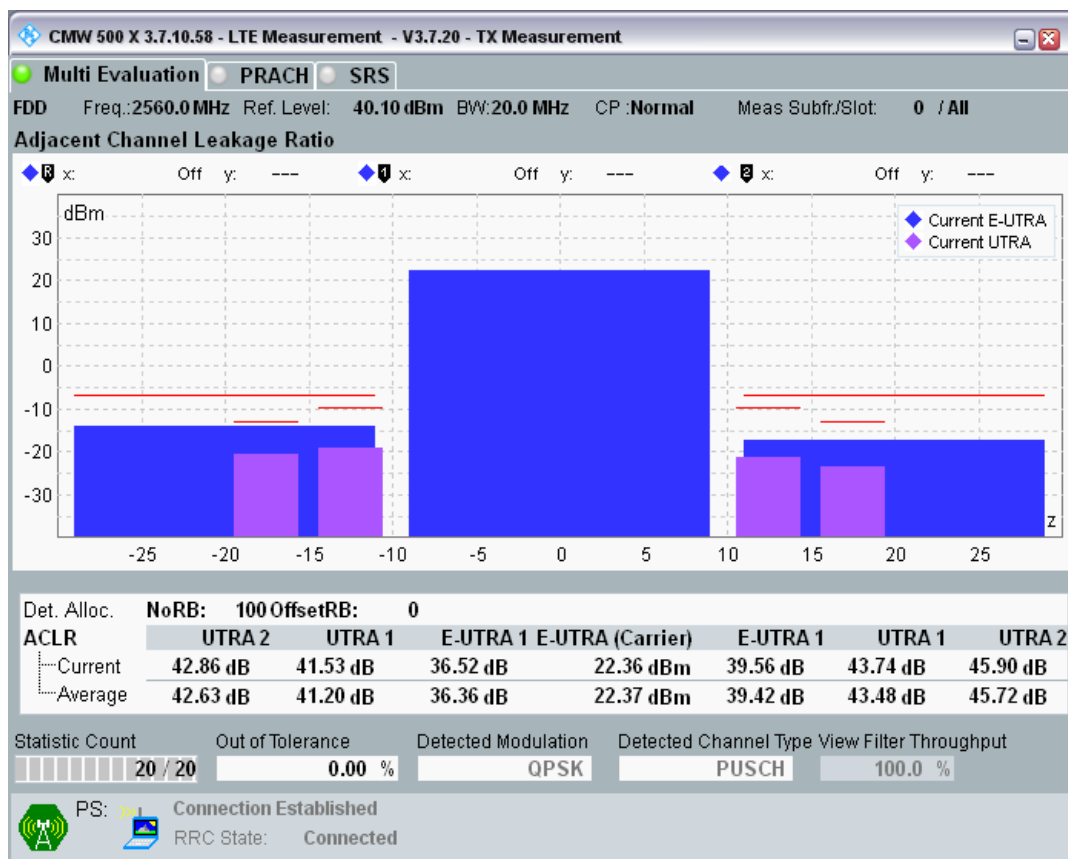 CMW 500 X 3.7.10.58 - LTE Measurement - V3.7.20 - TX Measurement
Multi Evaluation PRACH SRS
FDD Freq.:2560.0 MHz Ref. Level: 40.10 dBm BW:20.0 MHz CP :Normal Meas Subfr./Slot: 0 / All
Adjacent Channel Leakage Ratio
R x: Off y: --- 1 x: Off y: --- 2 x: Off y: ---
dBm
Current E-UTRA
Current UTRA
30
20
10
0
-10
-20
-30
z
-25 -20 -15 -10 -5 0 5 10 15 20 25
Det. Alloc. NoRB: 100 OffsetRB: 0
ACLR UTRA 2 UTRA 1 E-UTRA 1 E-UTRA (Carrier) E-UTRA 1 UTRA 1 UTRA 2
Current 42.86 dB 41.53 dB 36.52 dB 22.36 dBm 39.56 dB 43.74 dB 45.90 dB
Average 42.63 dB 41.20 dB 36.36 dB 22.37 dBm 39.42 dB 43.48 dB 45.72 dB
Statistic Count Out of Tolerance Detected Modulation Detected Channel Type View Filter Throughput
20 / 20 0.00 % QPSK PUSCH 100.0 %
PS: Connection Established
RRC State: Connected